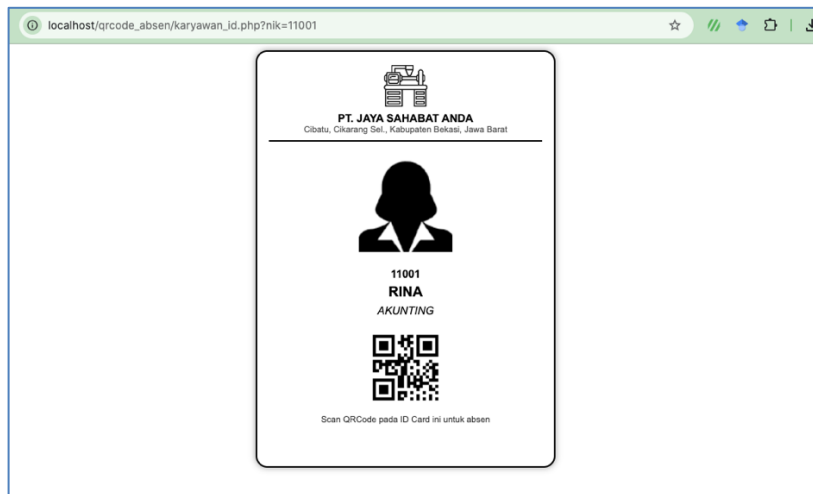 localhost/qrcode_absen/karyawan_id.php?nik=11001
PT. JAYA SAHABAT ANDA
Cibatu, Cikarang Sel., Kabupaten Bekasi, Jawa Barat
11001
RINA
AKUNTING
Scan QRCode pada ID Card ini untuk absen